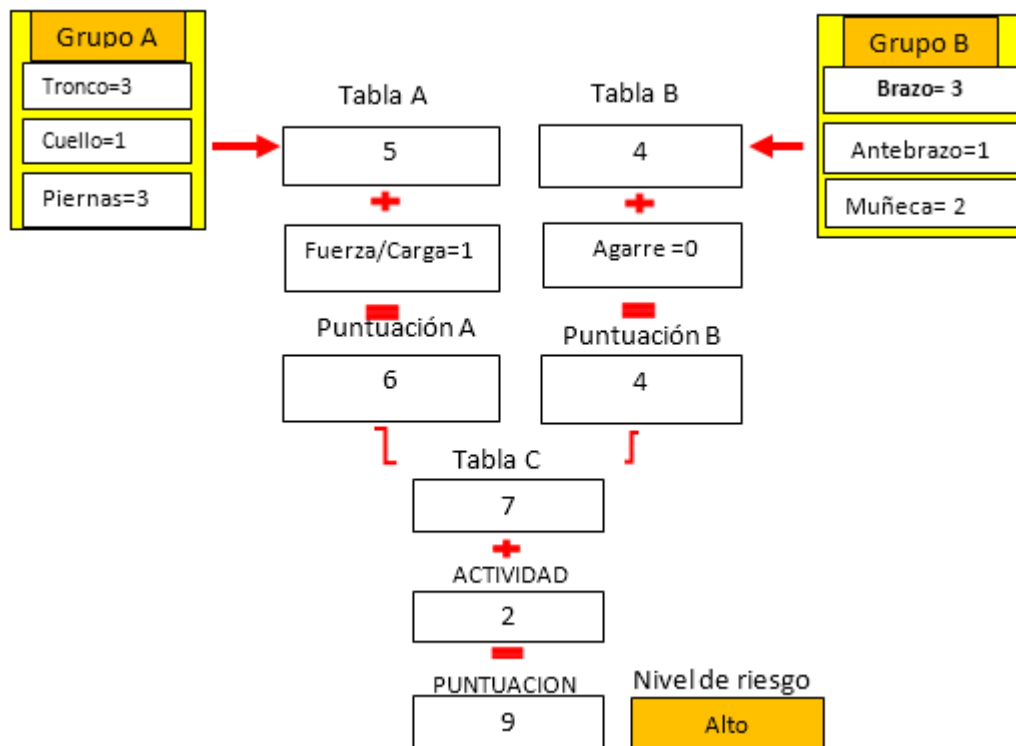 Grupo A
Tronco=3
Cuello=1
Piernas=3
Tabla A
5
Fuerza/Carga=1
Puntuación A
6
Tabla B
4
Agarre =0
Puntuación B
4
Grupo B
Brazo= 3
Antebrazo=1
Muñeca= 2
Tabla C
7
ACTIVIDAD
2
PUNTUACION
9
Nivel de riesgo
Alto